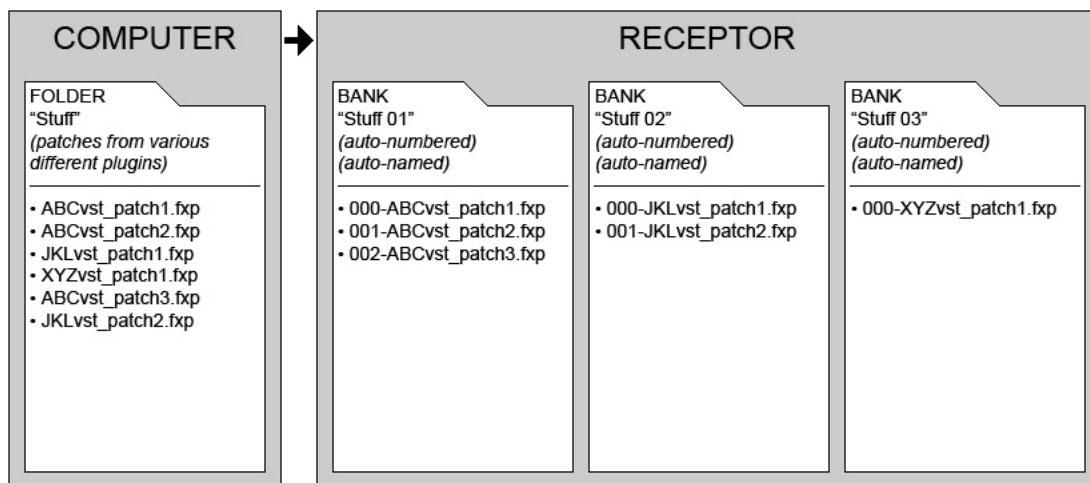 COMPUTER
FOLDER
“Stuff”
(patches from various
different plugins)
• ABCvst_patch1.fxp
• ABCvst_patch2.fxp
• JKLvst_patch1.fxp
• XYZvst_patch1.fxp
• ABCvst_patch3.fxp
• JKLvst_patch2.fxp
RECEPTOR
BANK
“Stuff 01”
(auto-numbered)
(auto-named)
• 000-ABCvst_patch1.fxp
• 001-ABCvst_patch2.fxp
• 002-ABCvst_patch3.fxp
BANK
“Stuff 02”
(auto-numbered)
(auto-named)
• 000-JKLvst_patch1.fxp
• 001-JKLvst_patch2.fxp
BANK
“Stuff 03”
(auto-numbered)
(auto-named)
• 000-XYZvst_patch1.fxp